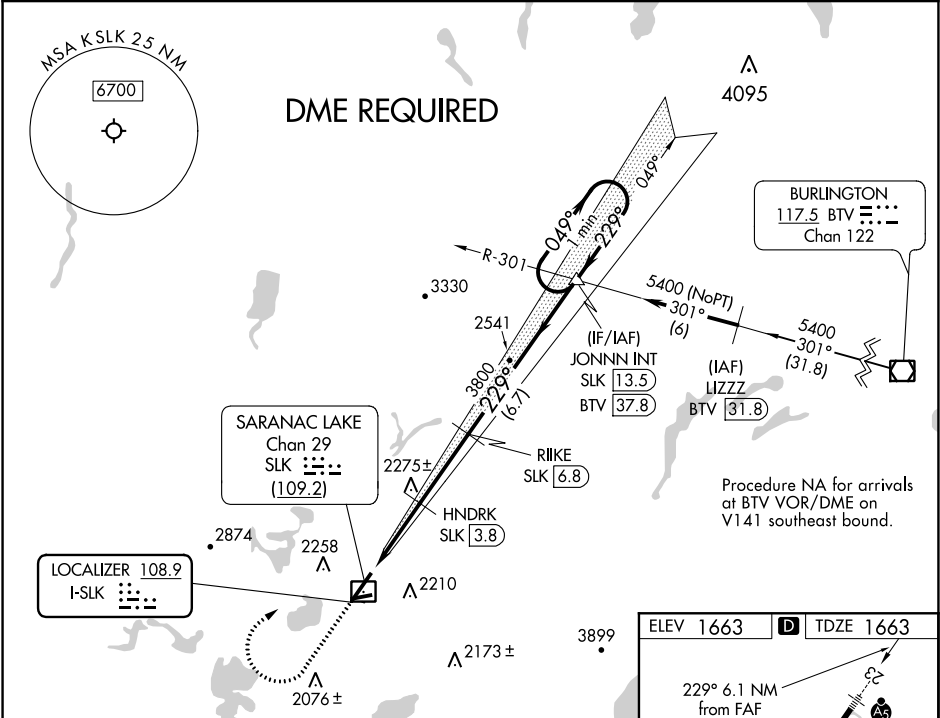 MSA KSLK 25 NM
6700
DME REQUIRED
4095
BURLINGTON
117.5 BTV
Chan 122
049°
1 min
229°
049°
R-301
3330
5400 (NoPT)
301°
(6)
5400
301°
(31.8)
2541
(IF/IAF)
JONNN INT
SLK 13.5
BTV 37.8
(IAF)
LIZZZ
BTV 31.8
3800
229°
(6.7)
SARANAC LAKE
Chan 29
SLK
(109.2)
RIIKE
SLK 6.8
2275±
HNDRK
SLK 3.8
Procedure NA for arrivals
at BTV VOR/DME on
V141 southeast bound.
2874
2258
LOCALIZER 108.9
I-SLK
2210
2173±
3899
2076±
ELEV 1663 D TDZE 1663
229° 6.1 NM
from FAF
23
A5